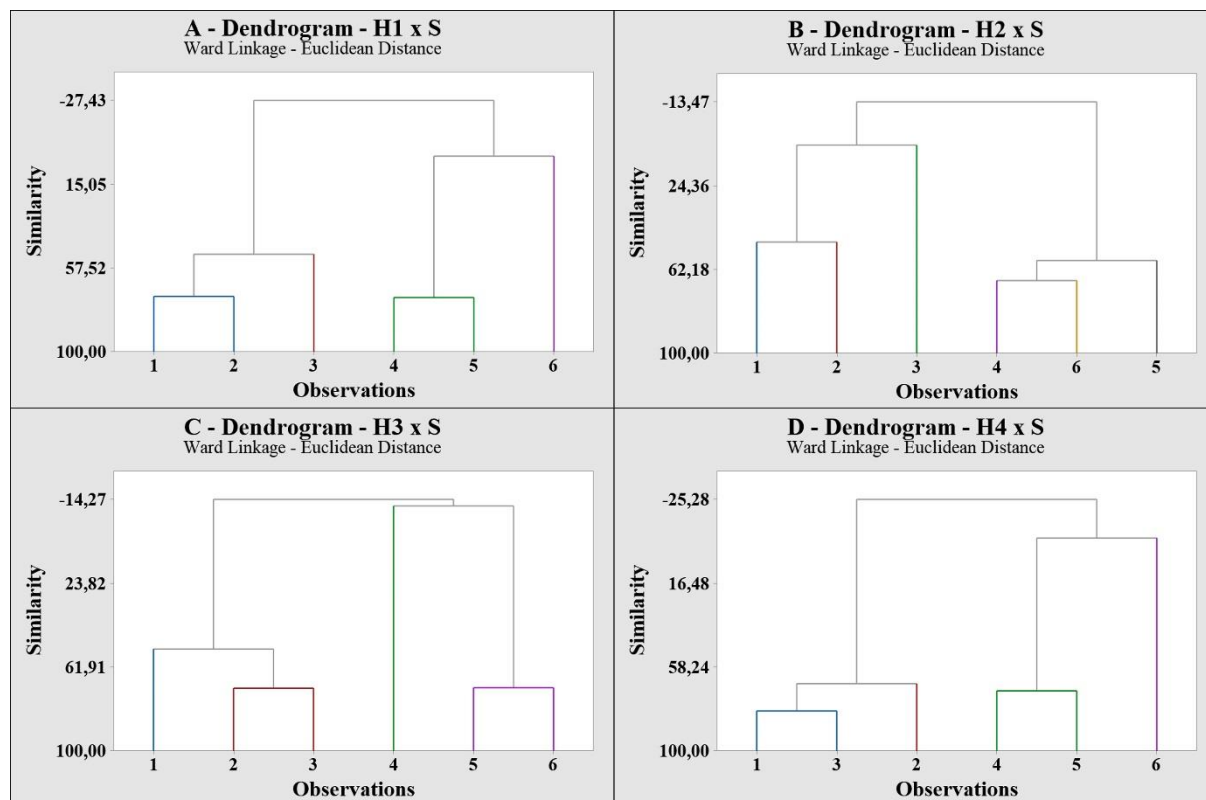 A - Dendrogram - H1 x S
Ward Linkage - Euclidean Distance
-27,43
15,05
57,52
100,00
Similarity
1 2 3 4 5 6
Observations
B - Dendrogram - H2 x S
Ward Linkage - Euclidean Distance
-13,47
24,36
62,18
100,00
Similarity
1 2 3 4 6 5
Observations
C - Dendrogram - H3 x S
Ward Linkage - Euclidean Distance
-14,27
23,82
61,91
100,00
Similarity
1 2 3 4 5 6
Observations
D - Dendrogram - H4 x S
Ward Linkage - Euclidean Distance
-25,28
16,48
58,24
100,00
Similarity
1 3 2 4 5 6
Observations